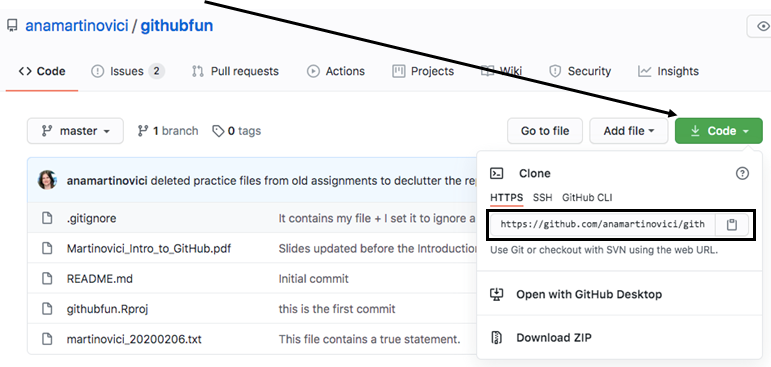 anamartinovici / githubfun
Code Issues 2 Pull requests Actions Projects Wiki Security Insights
master 1 branch 0 tags Go to file Add file Code
anamartinovici deleted practice files from old assignments to declutter the rep
.gitignore It contains my file + I set it to ignore a
Martinovici_Intro_to_GitHub.pdf Slides updated before the Introduction
README.md Initial commit
githubfun.Rproj this is the first commit
martinovici_20200206.txt This file contains a true statement.
Clone
HTTPS SSH GitHub CLI
https://github.com/anamartinovici/gith
Use Git or checkout with SVN using the web URL.
Open with GitHub Desktop
Download ZIP